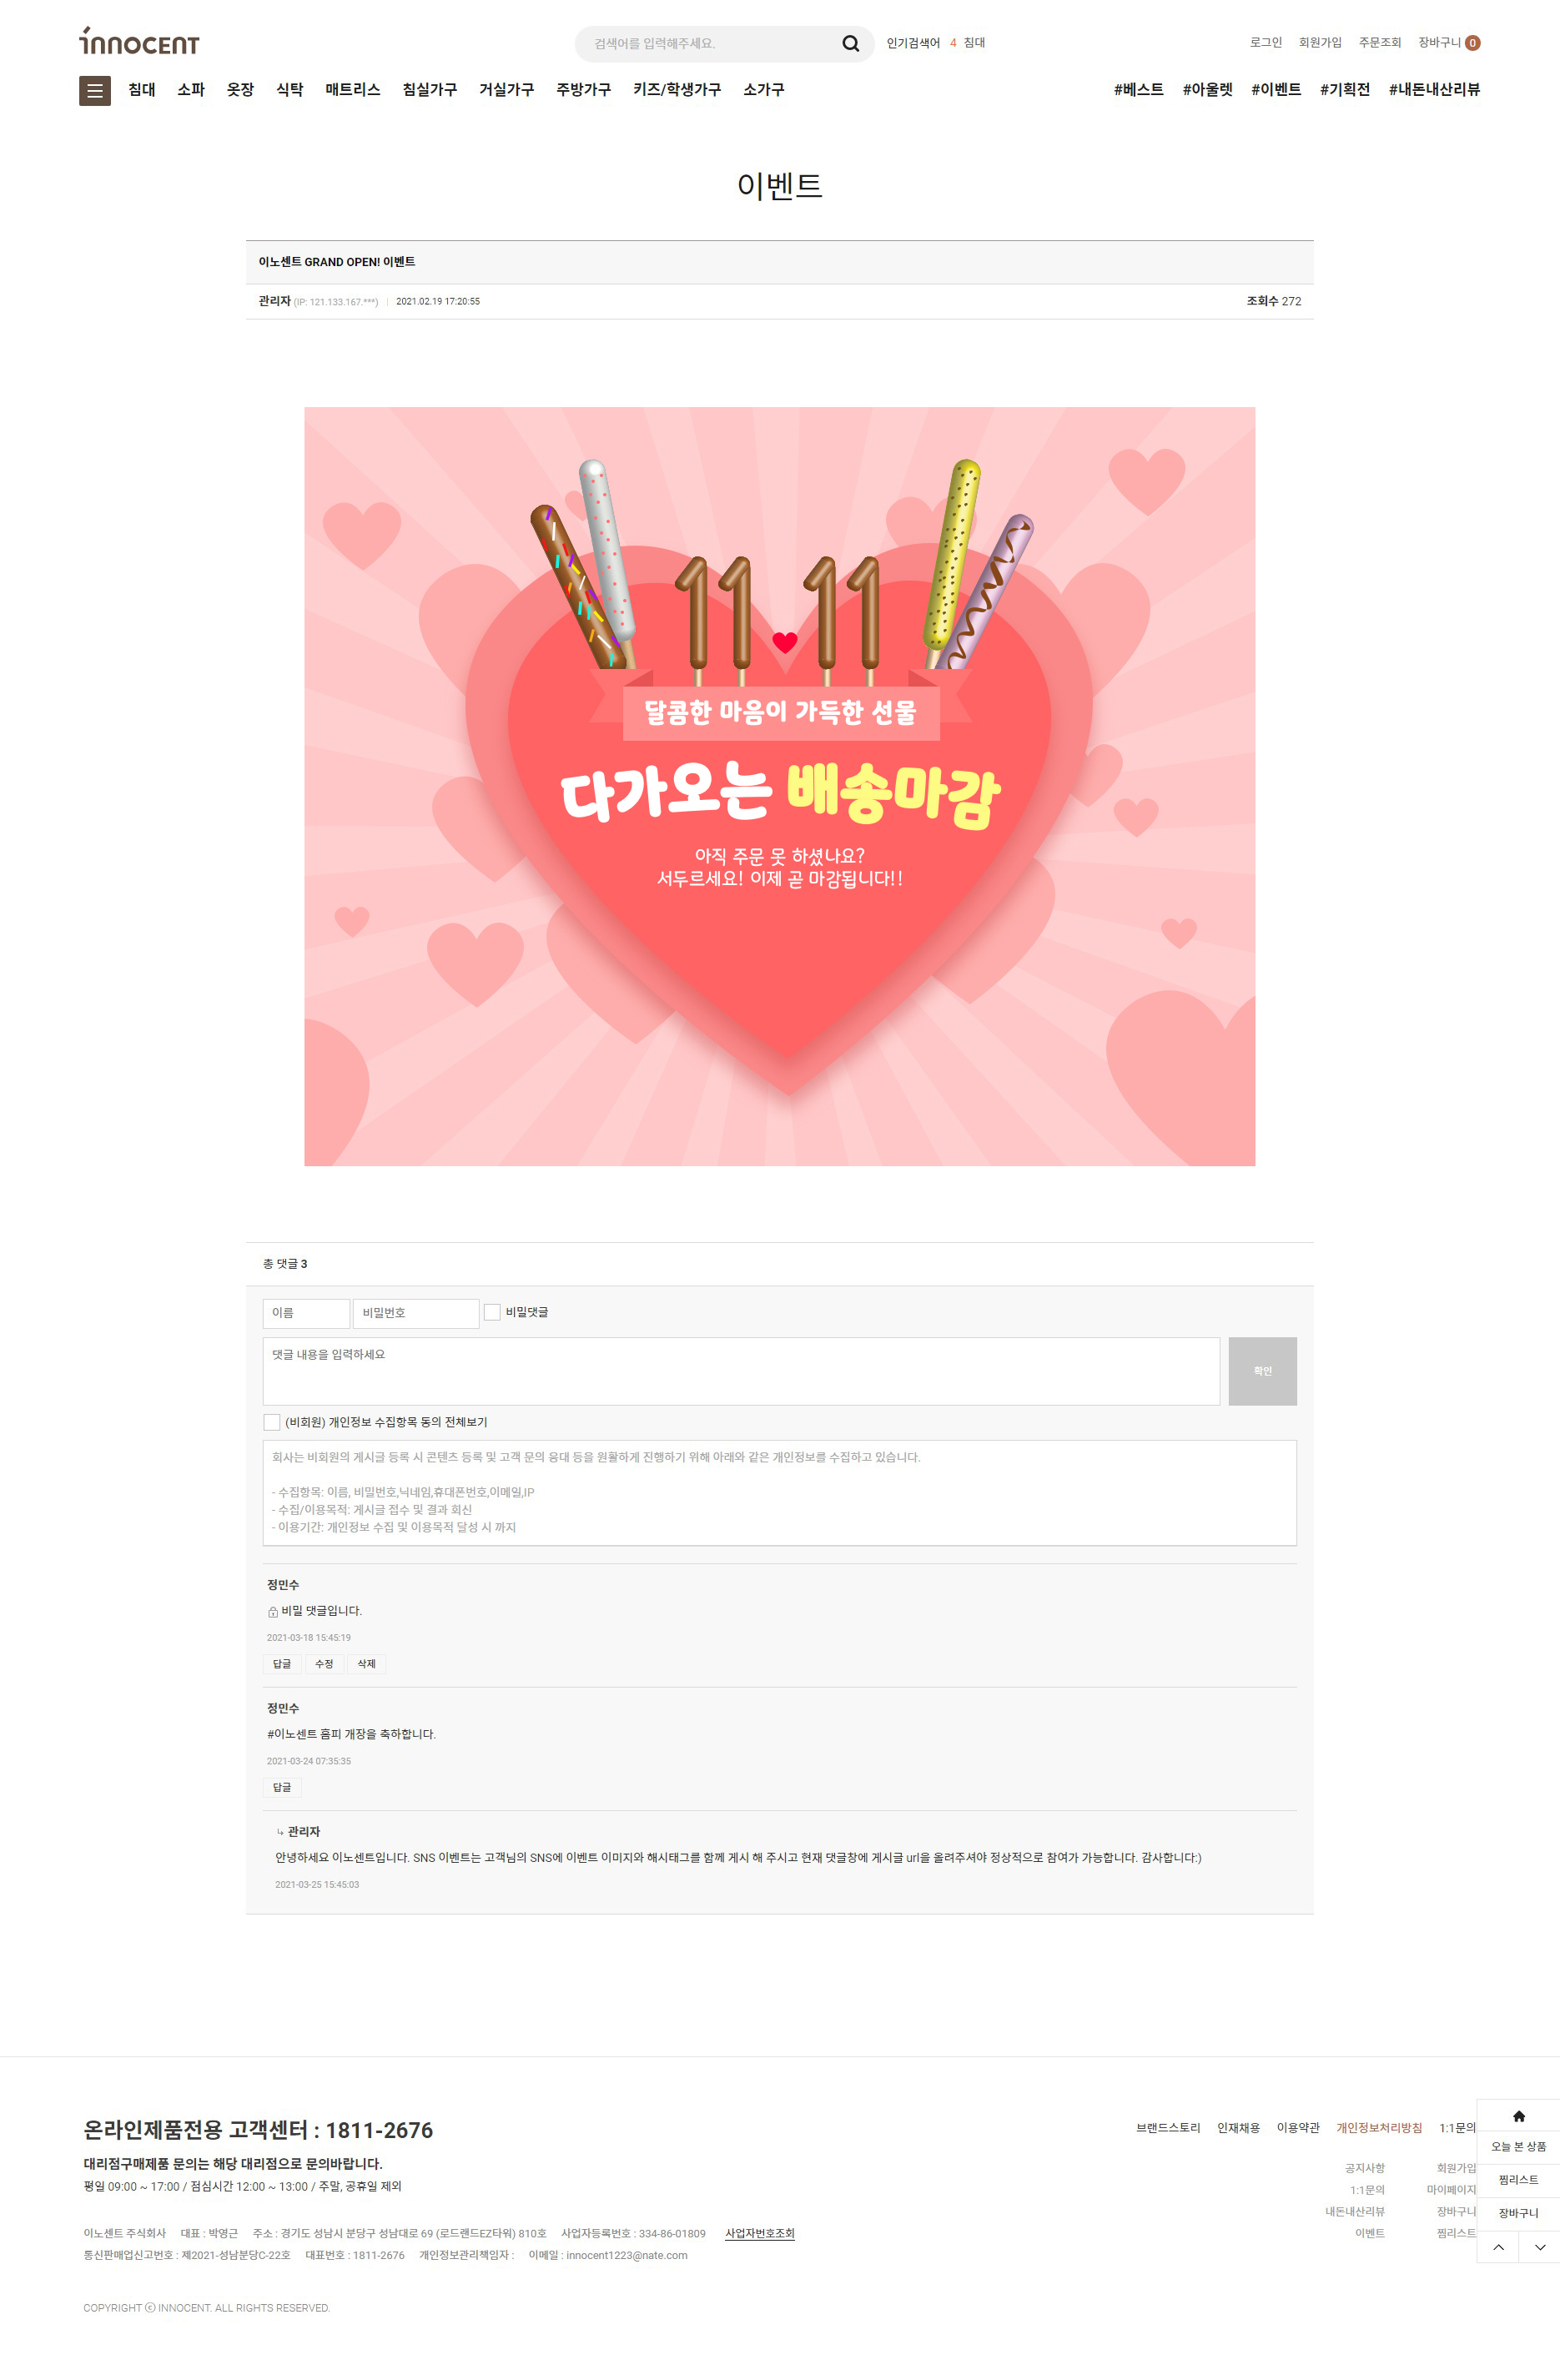 innocent
검색어를 입력해주세요.
인기검색어 4 침대
로그인 회원가입 주문조회 장바구니 0
침대 소파 옷장 식탁 매트리스 침실가구 거실가구 주방가구 키즈/학생가구 소가구
#베스트 #아울렛 #이벤트 #기획전 #내돈내산리뷰
이벤트
이노센트 GRAND OPEN! 이벤트
관리자 (IP: 121.133.167.***) 2021.02.19 17:20:55
조회수 272
11 11
달콤한 마음이 가득한 선물
다가오는 배송마감
아직 주문 못 하셨나요?
서두르세요! 이제 곧 마감됩니다!!
총 댓글 3
이름 비밀번호 비밀댓글
댓글 내용을 입력하세요
확인
(비회원) 개인정보 수집항목 동의 전체보기
회사는 비회원의 게시글 등록 시 콘텐츠 등록 및 고객 문의 응대 등을 원활하게 진행하기 위해 아래와 같은 개인정보를 수집하고 있습니다.
- 수집항목: 이름, 비밀번호,닉네임,휴대폰번호,이메일,IP
- 수집/이용목적: 게시글 접수 및 결과 회신
- 이용기간: 개인정보 수집 및 이용목적 달성 시 까지
정민수
비밀 댓글입니다.
2021-03-18 15:45:19
답글 수정 삭제
정민수
#이노센트 홈피 개장을 축하합니다.
2021-03-24 07:35:35
답글
관리자
안녕하세요 이노센트입니다. SNS 이벤트는 고객님의 SNS에 이벤트 이미지와 해시태그를 함께 게시 해 주시고 현재 댓글창에 게시글 url을 올려주셔야 정상적으로 참여가 가능합니다. 감사합니다:)
2021-03-25 15:45:03
온라인제품전용 고객센터 : 1811-2676
대리점구매제품 문의는 해당 대리점으로 문의바랍니다.
평일 09:00 ~ 17:00 / 점심시간 12:00 ~ 13:00 / 주말, 공휴일 제외
이노센트 주식회사 대표 : 박영근 주소 : 경기도 성남시 분당구 성남대로 69 (로드랜드EZ타워) 810호 사업자등록번호 : 334-86-01809 사업자번호조회
통신판매업신고번호 : 제2021-성남분당C-22호 대표번호 : 1811-2676 개인정보관리책임자 : 이메일 : innocent1223@nate.com
COPYRIGHT ⓒ INNOCENT. ALL RIGHTS RESERVED.
브랜드스토리 인재채용 이용약관 개인정보처리방침 1:1문의
공지사항 회원가입
1:1문의 마이페이지
내돈내산리뷰 장바구니
이벤트 찜리스트
오늘 본 상품
찜리스트
장바구니